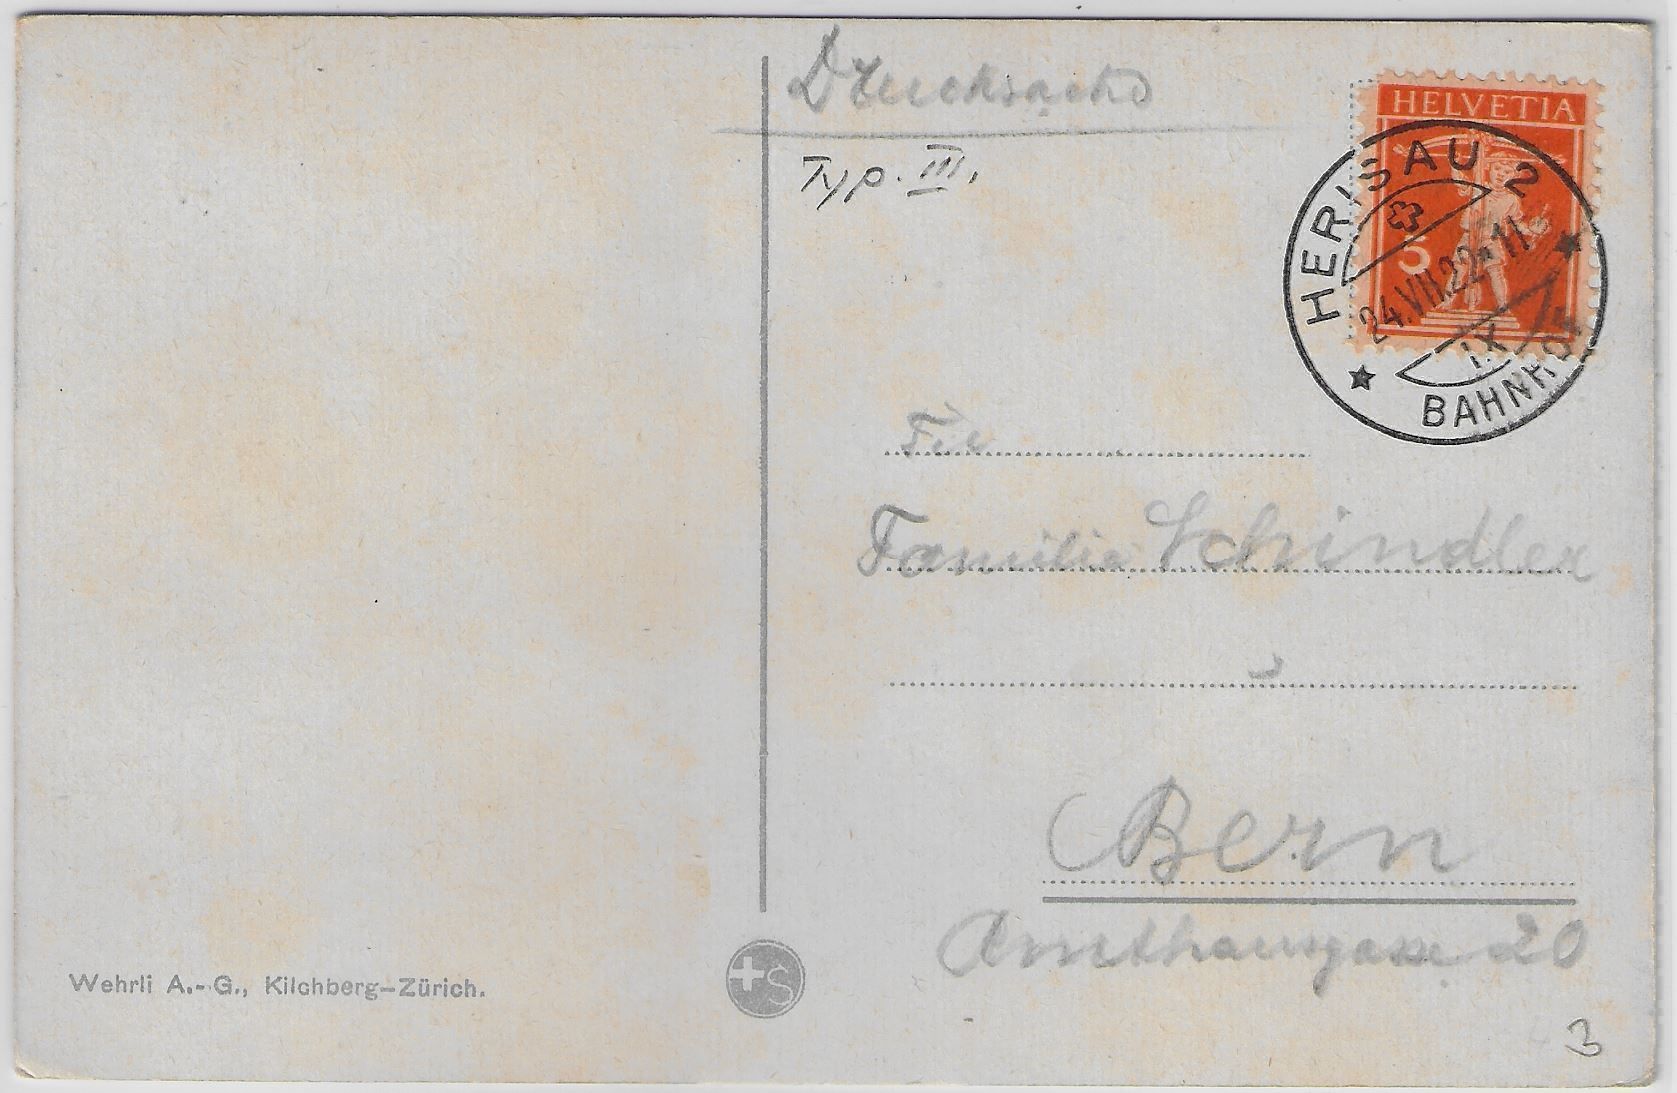 Drucksache
Typ. III.
HELVETIA
5
HERISAU 2
24.VII.22-11
IX
BAHNHOF
Familie Schindler
Bern
Amthausgasse 20
Wehrli A.-G., Kilchberg-Zürich.
S
3